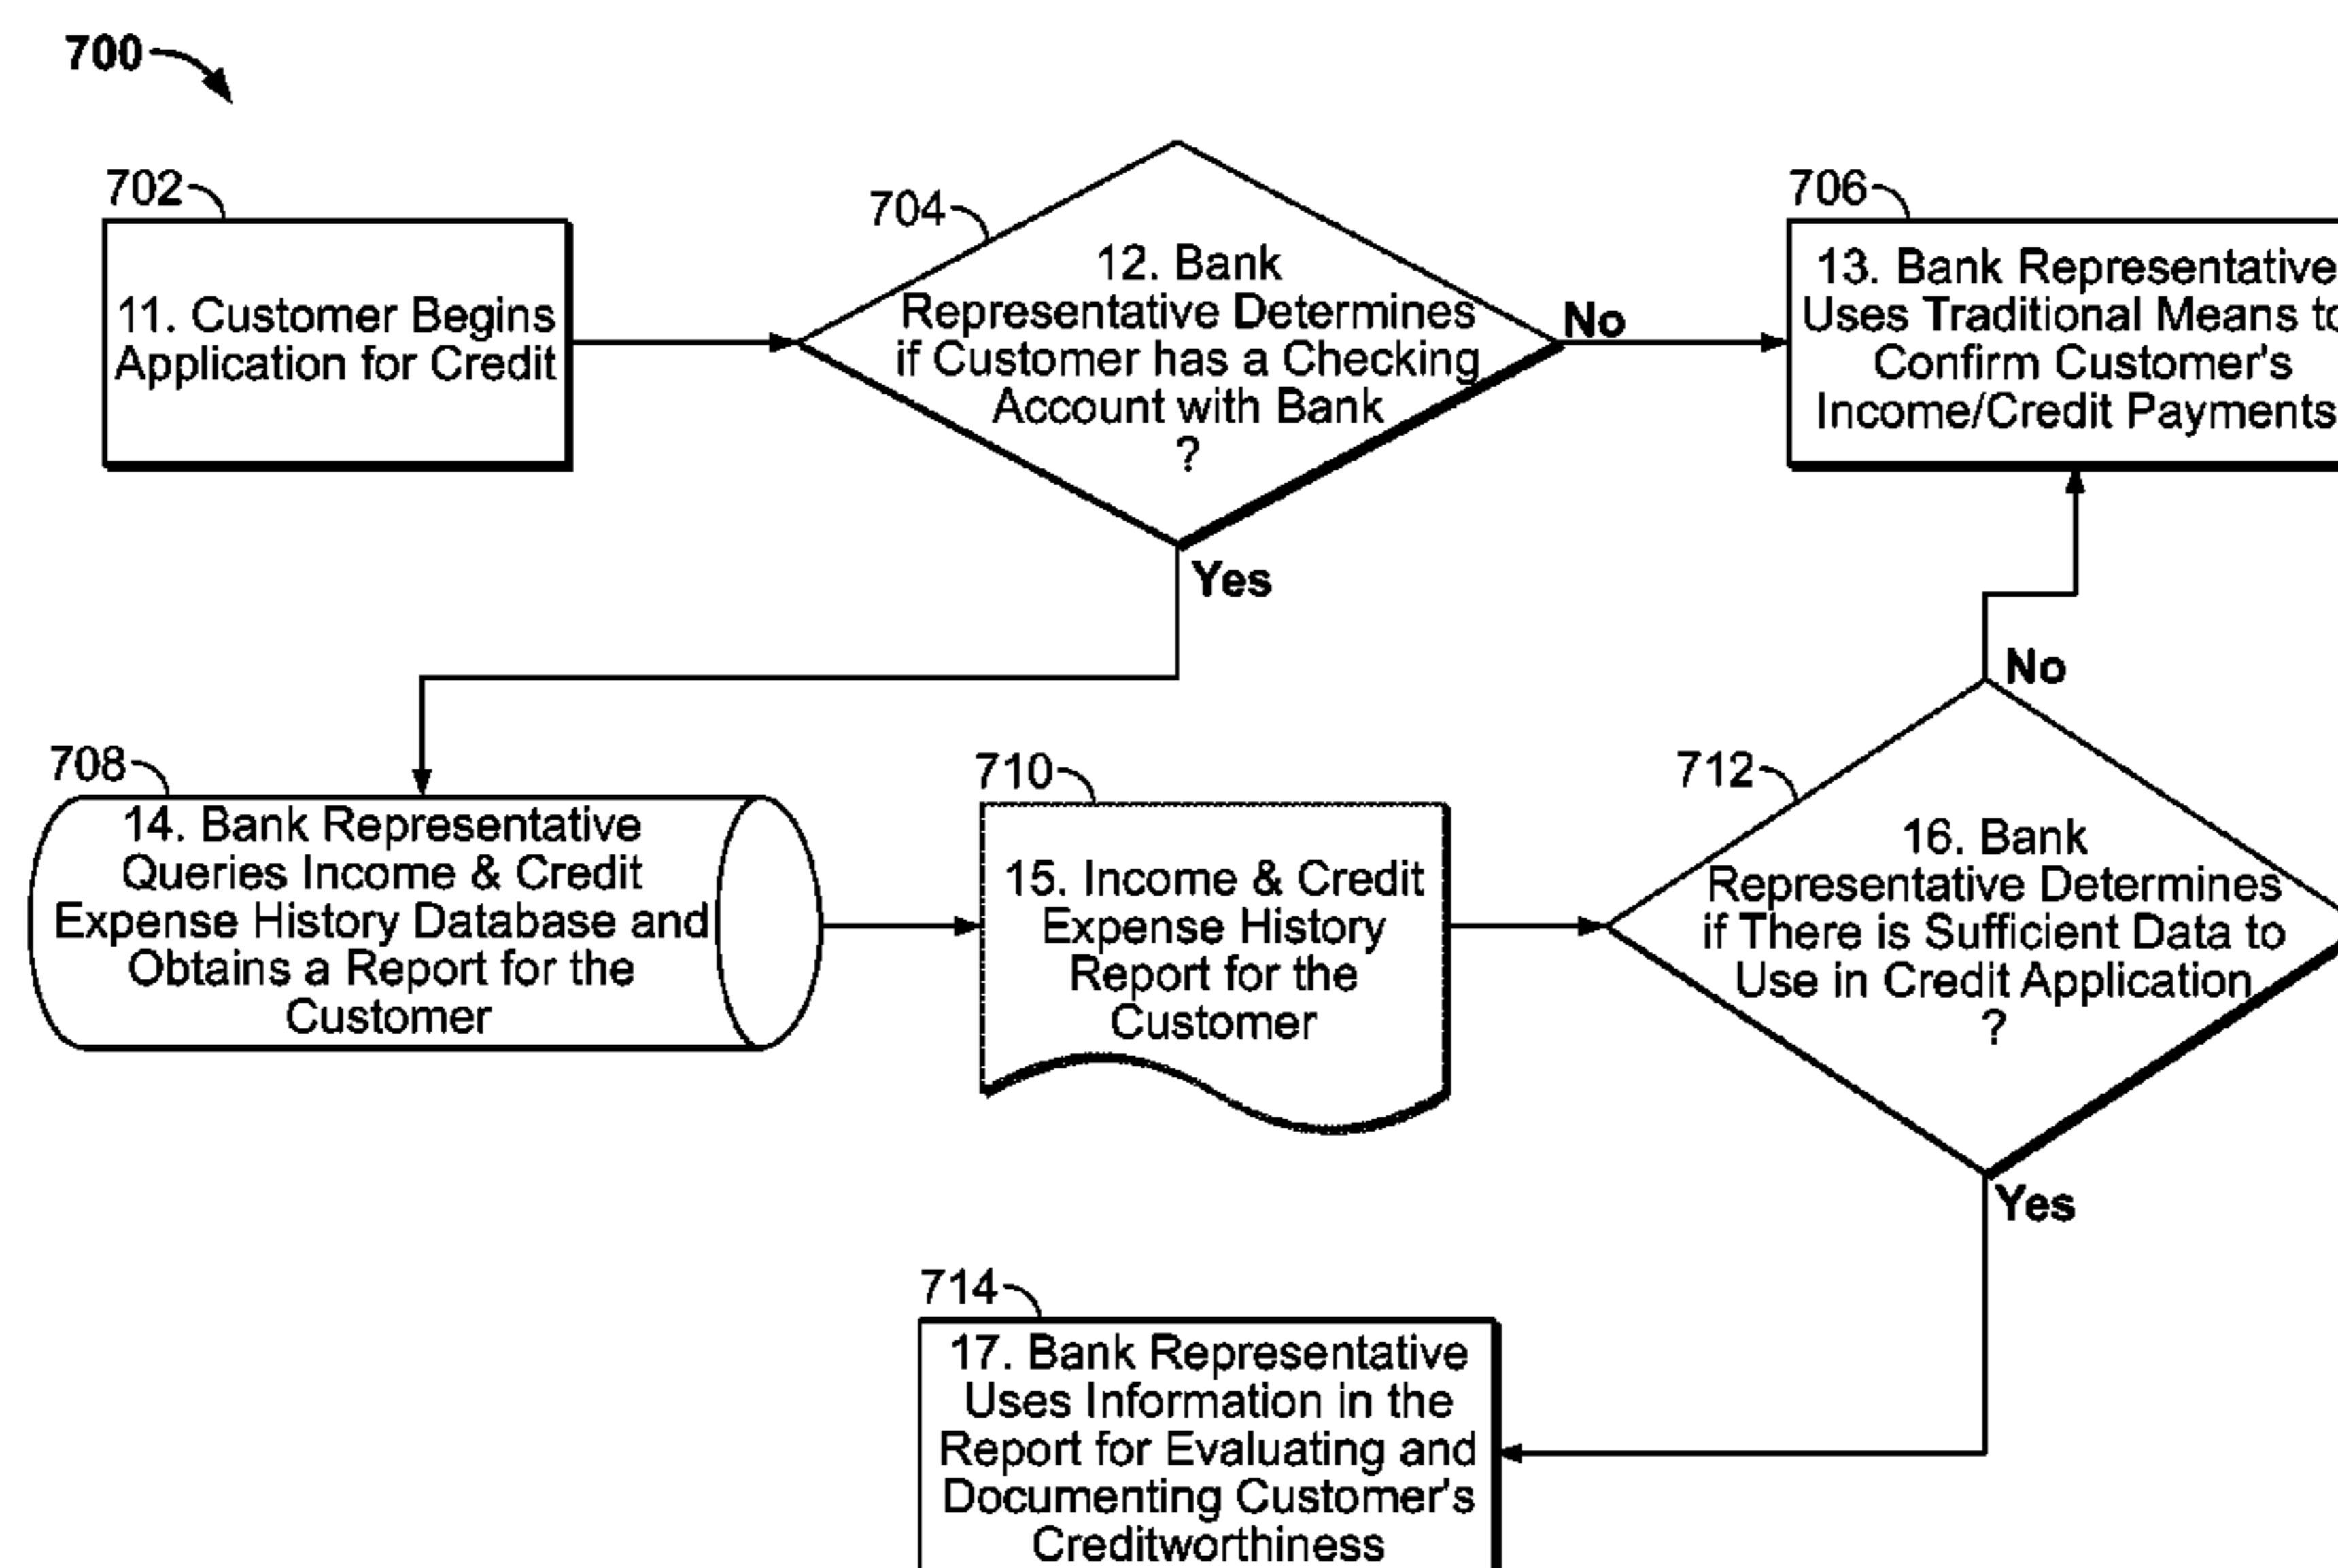 700
702
11. Customer Begins
Application for Credit
704
12. Bank
Representative Determines
if Customer has a Checking
Account with Bank
?
No
Yes
706
13. Bank Representative
Uses Traditional Means to
Confirm Customer's
Income/Credit Payments
708
14. Bank Representative
Queries Income & Credit
Expense History Database and
Obtains a Report for the
Customer
710
15. Income & Credit
Expense History
Report for the
Customer
712
16. Bank
Representative Determines
if There is Sufficient Data to
Use in Credit Application
?
No
Yes
714
17. Bank Representative
Uses Information in the
Report for Evaluating and
Documenting Customer's
Creditworthiness